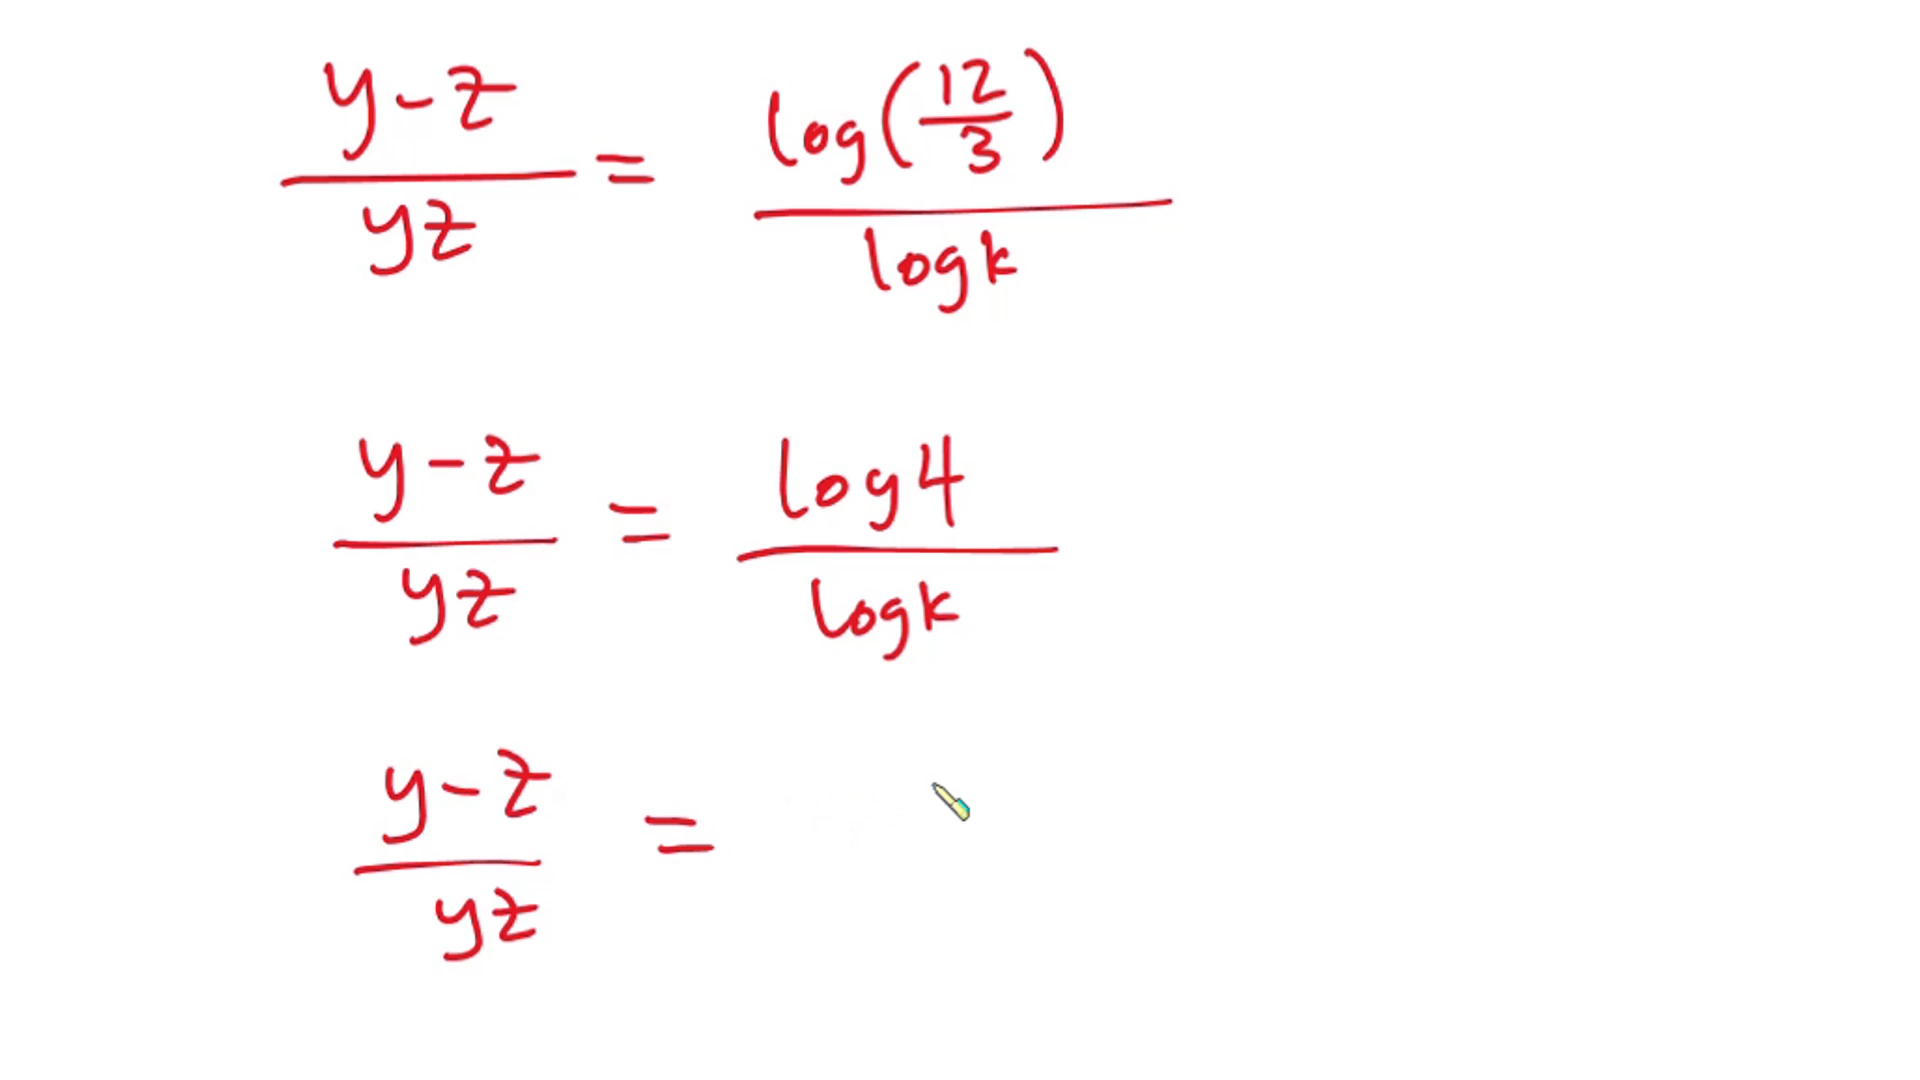 y-z/yz = log(12/3)/logk
y-z/yz = log4/logk
y-z/yz =